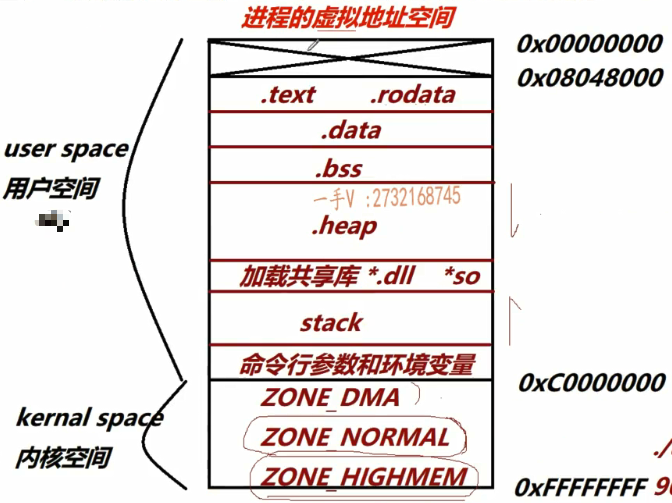 进程的虚拟地址空间
0x00000000
0x08048000
.text .rodata
.data
.bss
一手V :2732168745
.heap
加载共享库 *.dll *so
stack
命令行参数和环境变量
0xC0000000
ZONE_DMA
ZONE_NORMAL
ZONE_HIGHMEM
0xFFFFFFFF
user space
用户空间
kernal space
内核空间
./